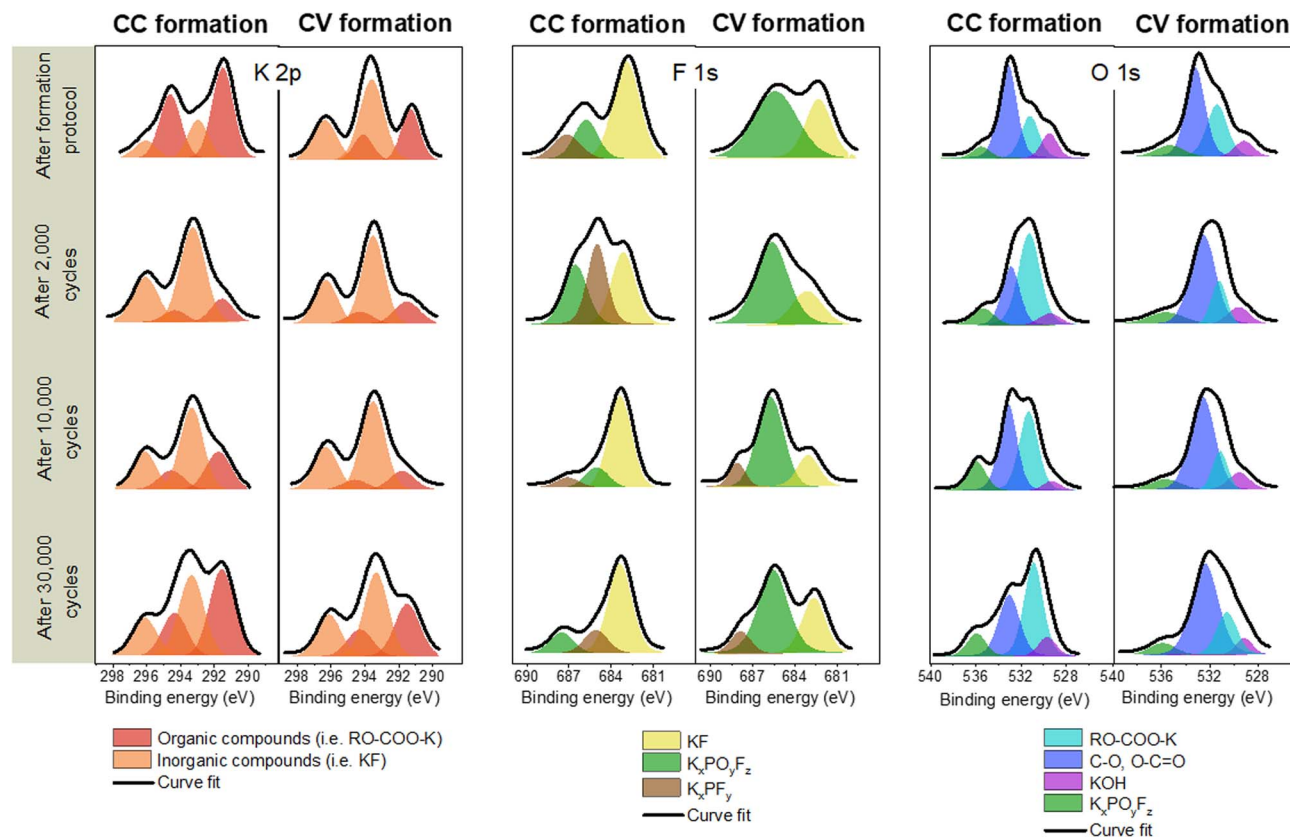 CC formation CV formation CC formation CV formation CC formation CV formation
K 2p
F 1s
O 1s
After formation
protocol
After 2,000
cycles
After 10,000
cycles
After 30,000
cycles
298 296 294 292 290 298 296 294 292 290
690 687 684 681 690 687 684 681
540 536 532 528 540 536 532 528
Binding energy (eV) Binding energy (eV) Binding energy (eV) Binding energy (eV) Binding energy (eV) Binding energy (eV)
Organic compounds (i.e. RO-COO-K)
Inorganic compounds (i.e. KF)
Curve fit
KF
KxPOyFz
KxPFy
Curve fit
RO-COO-K
C-O, O-C=O
KOH
KxPOyFz
Curve fit